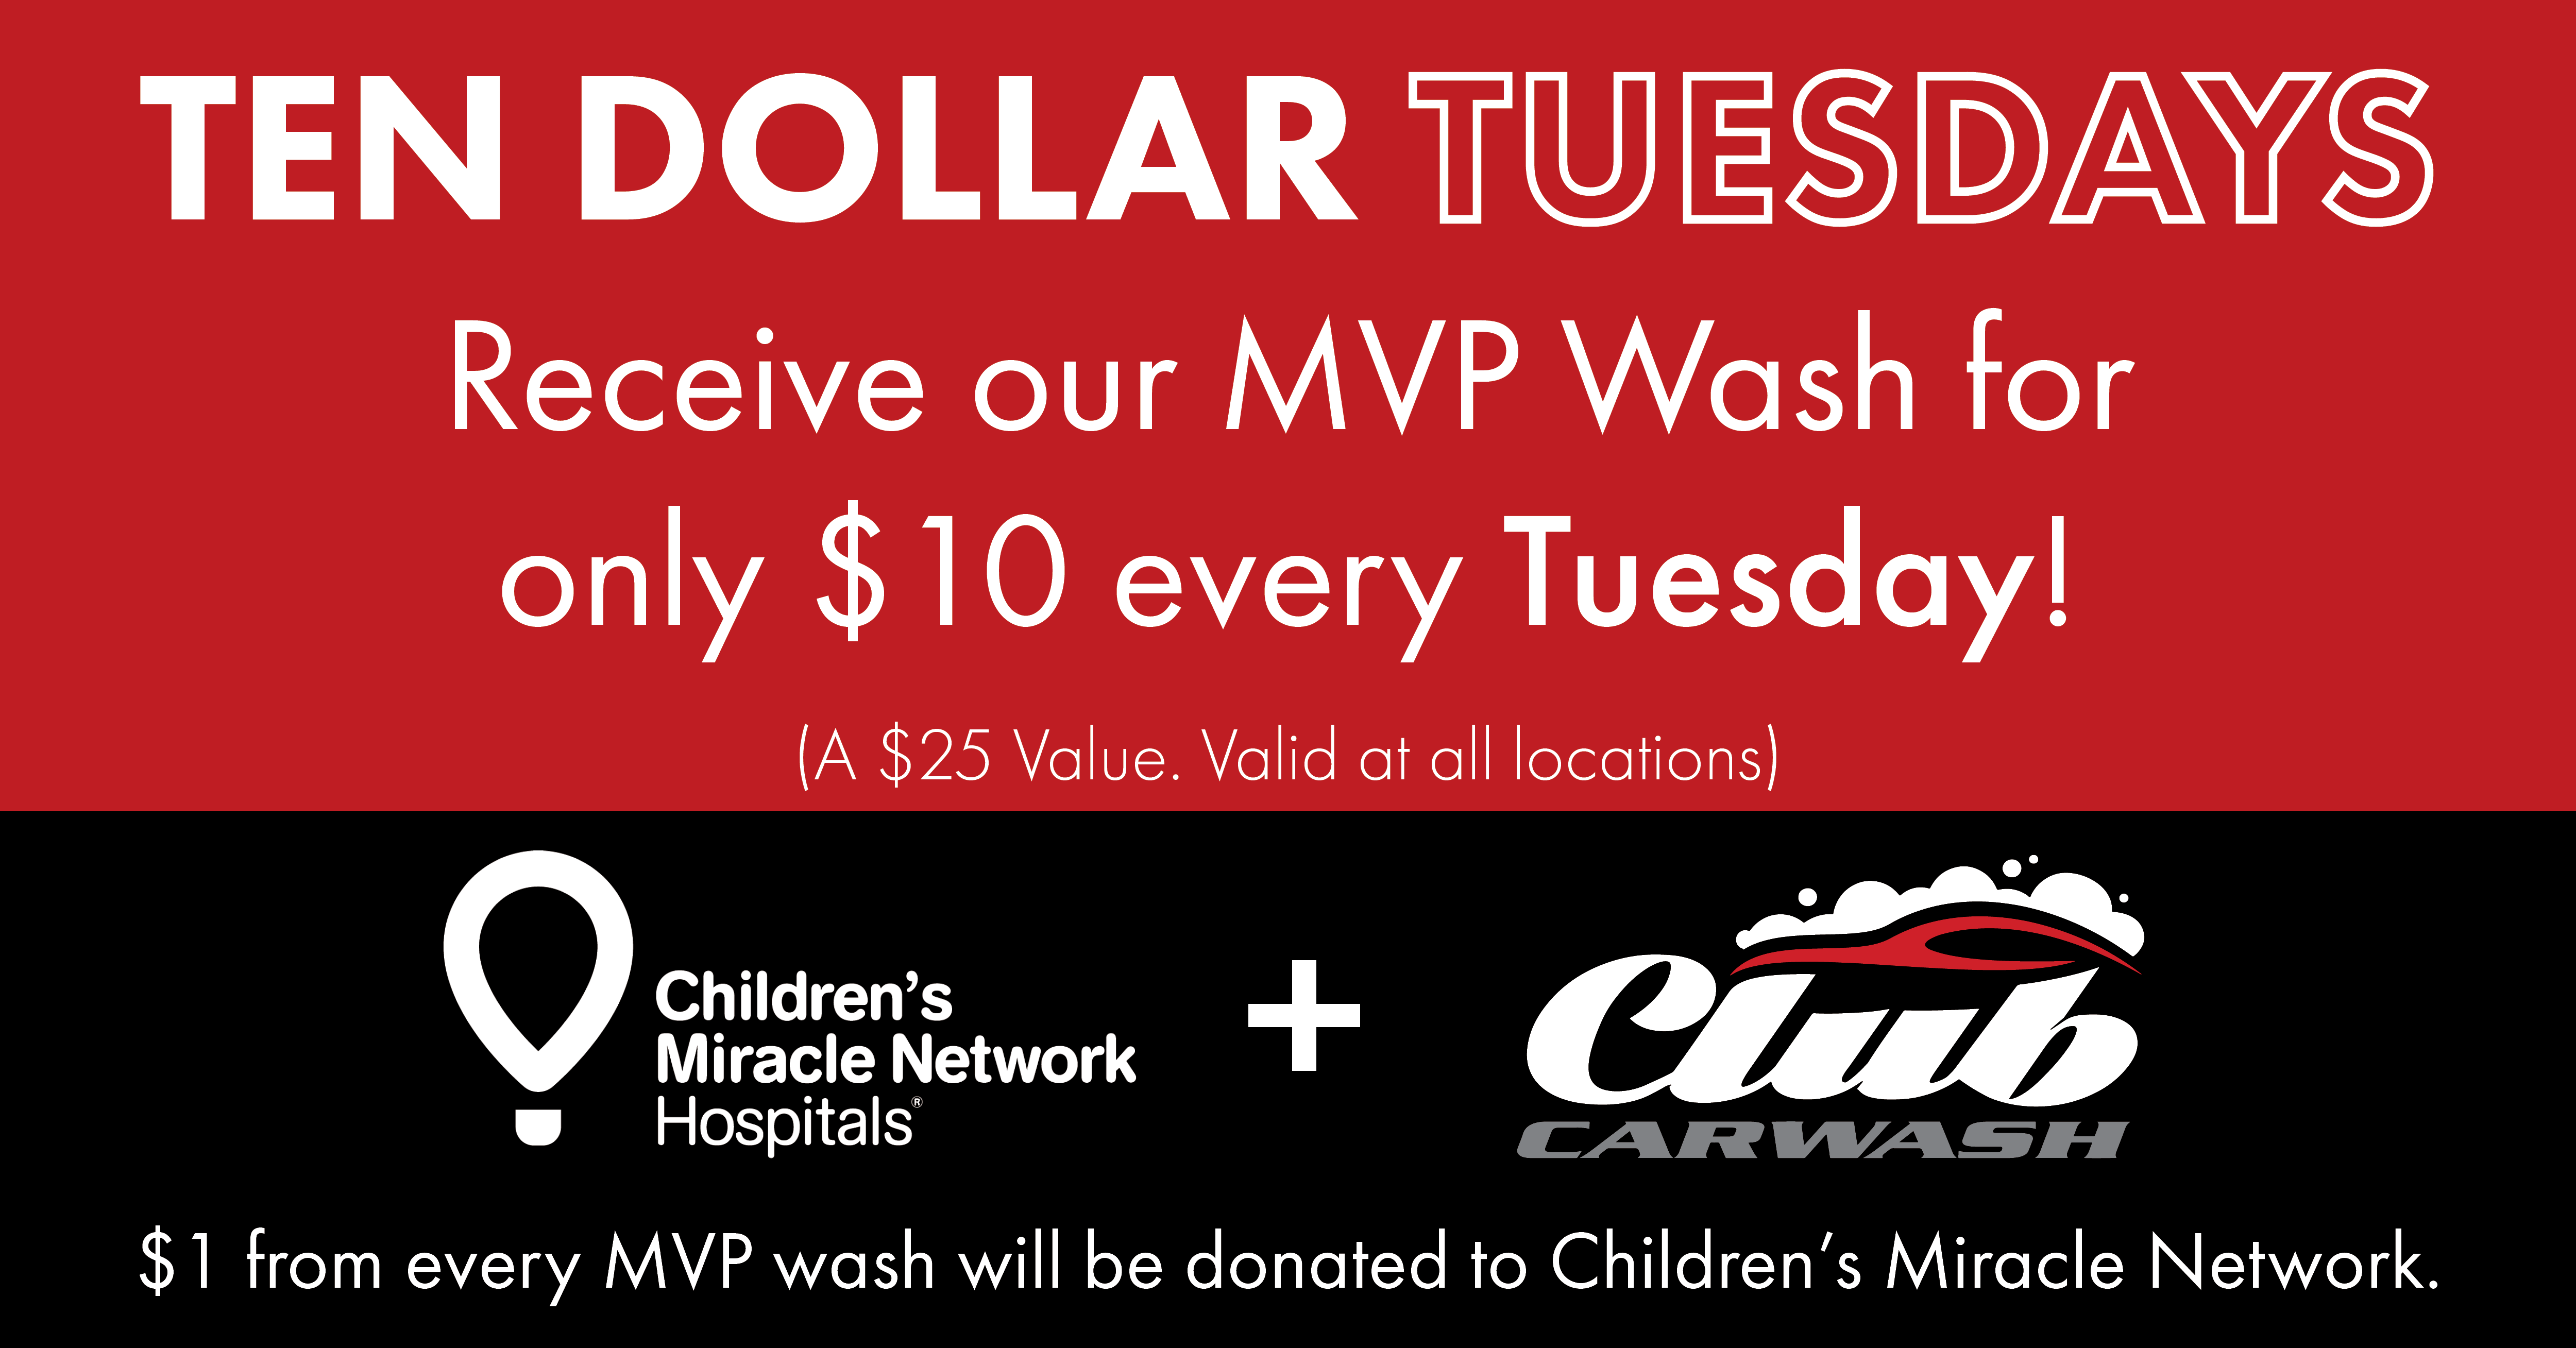 TEN DOLLAR TUESDAYS
Receive our MVP Wash for
only $10 every Tuesday!
(A $25 Value. Valid at all locations)
Children’s
Miracle Network
Hospitals®
+
Club
CARWASH
$1 from every MVP wash will be donated to Children’s Miracle Network.